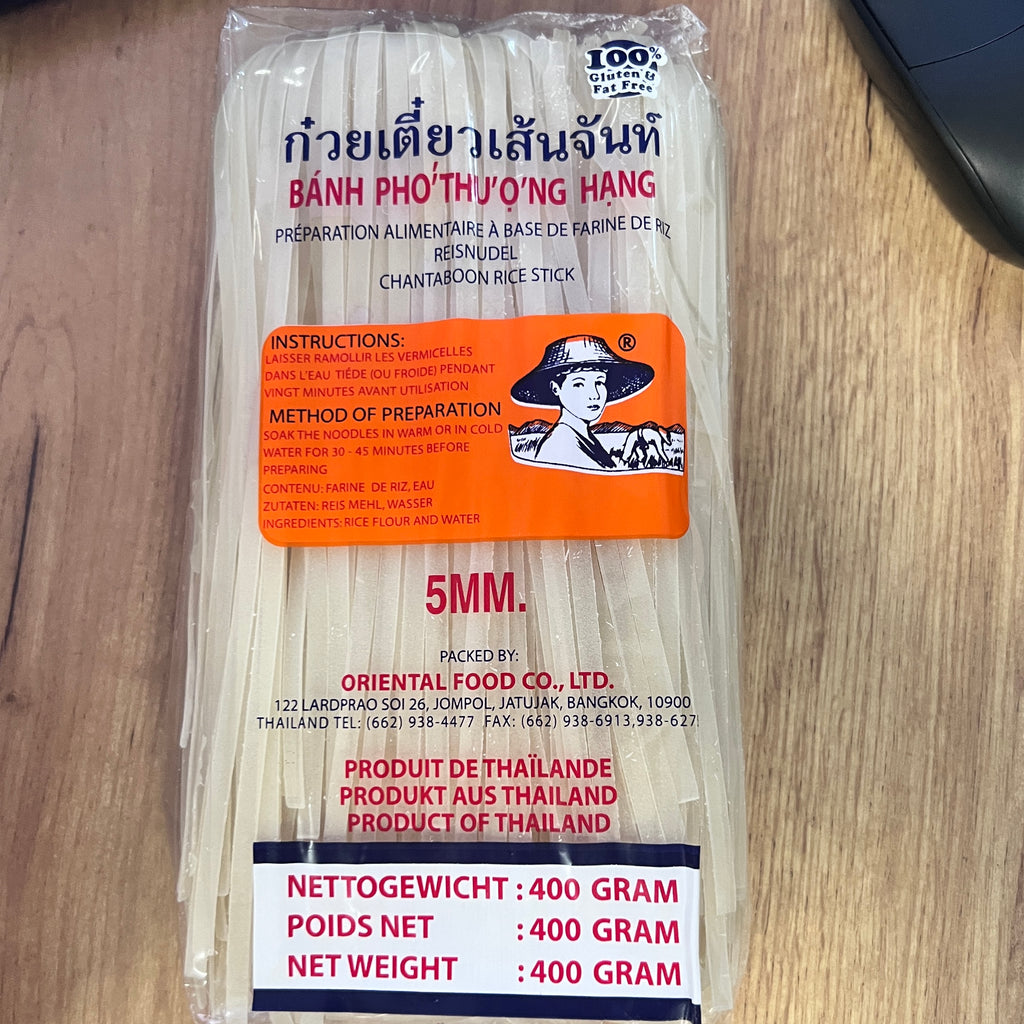 100%
Gluten &
Fat Free
ก๋วยเตี๋ยวเส้นจันท์
BÁNH PHO'THU'Ợ'NG HẠNG
PRÉPARATION ALIMENTAIRE À BASE DE FARINE DE RIZ
REISNUDEL
CHANTABOON RICE STICK
INSTRUCTIONS:
LAISSER RAMOLLIR LES VERMICELLES
DANS L'EAU TIÉDE (OU FROIDE) PENDANT
VINGT MINUTES AVANT UTILISATION
METHOD OF PREPARATION
SOAK THE NOODLES IN WARM OR IN COLD
WATER FOR 30 - 45 MINUTES BEFORE
PREPARING
CONTENU: FARINE DE RIZ, EAU
ZUTATEN: REIS MEHL, WASSER
INGREDIENTS: RICE FLOUR AND WATER
®
5MM.
PACKED BY:
ORIENTAL FOOD CO., LTD.
122 LARDPRAO SOI 26, JOMPOL, JATUJAK, BANGKOK, 10900
THAILAND TEL: (662) 938-4477 FAX: (662) 938-6913,938-627
PRODUIT DE THAÏLANDE
PRODUKT AUS THAILAND
PRODUCT OF THAILAND
NETTOGEWICHT : 400 GRAM
POIDS NET : 400 GRAM
NET WEIGHT : 400 GRAM